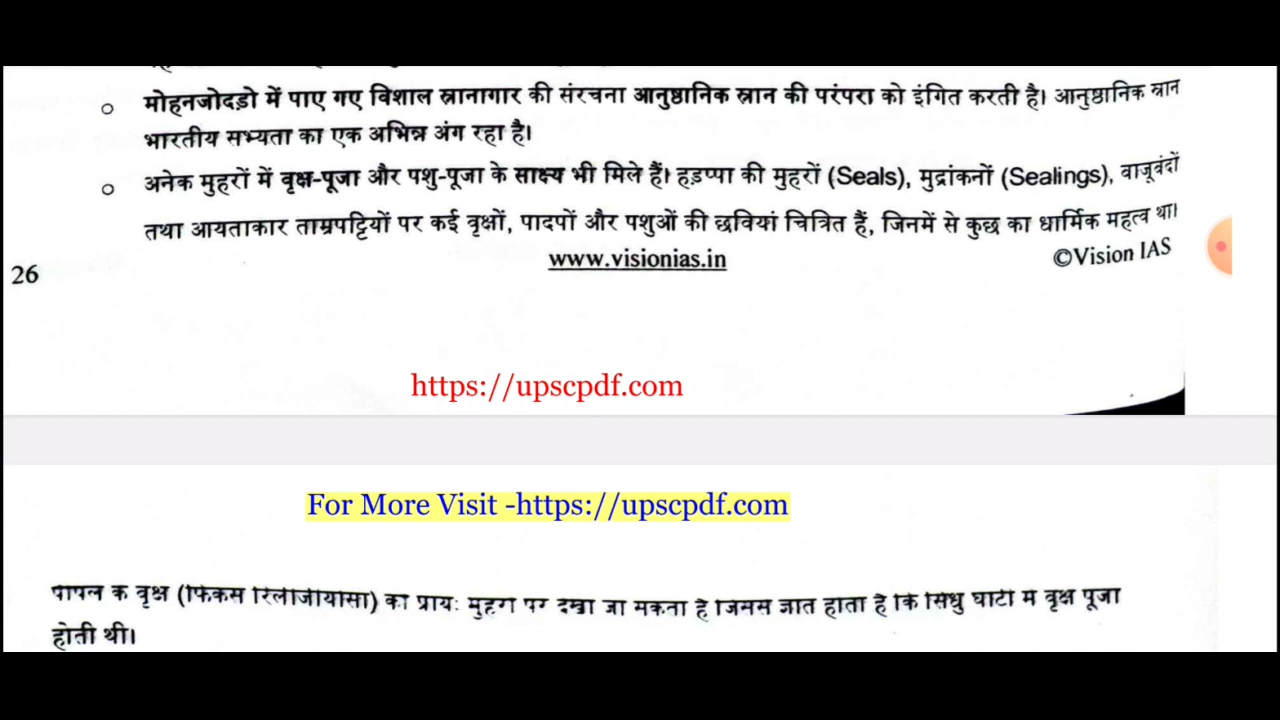 मोहनजोदड़ो में पाए गए विशाल स्नानागार की संरचना आनुष्ठानिक स्नान की परंपरा को इंगित करती है। आनुष्ठानिक स्नान
भारतीय सभ्यता का एक अभिन्न अंग रहा है।
अनेक मुहरों में वृक्ष-पूजा और पशु-पूजा के साक्ष्य भी मिले हैं। हड़प्पा की मुहरों (Seals), मुद्रांकनों (Sealings), बाजूबंदों
तथा आयताकार ताम्रपट्टियों पर कई वृक्षों, पादपों और पशुओं की छवियां चित्रित हैं, जिनमें से कुछ का धार्मिक महत्व था।
26
www.visionias.in
©Vision IAS
https://upscpdf.com
For More Visit -https://upscpdf.com
पीपल के वृक्ष (फिकस रिलीजीयोसा) को प्रायः मुहरों पर देखा जा सकता है जिससे ज्ञात होता है कि सिंधु घाटी में वृक्ष पूजा
होती थी।